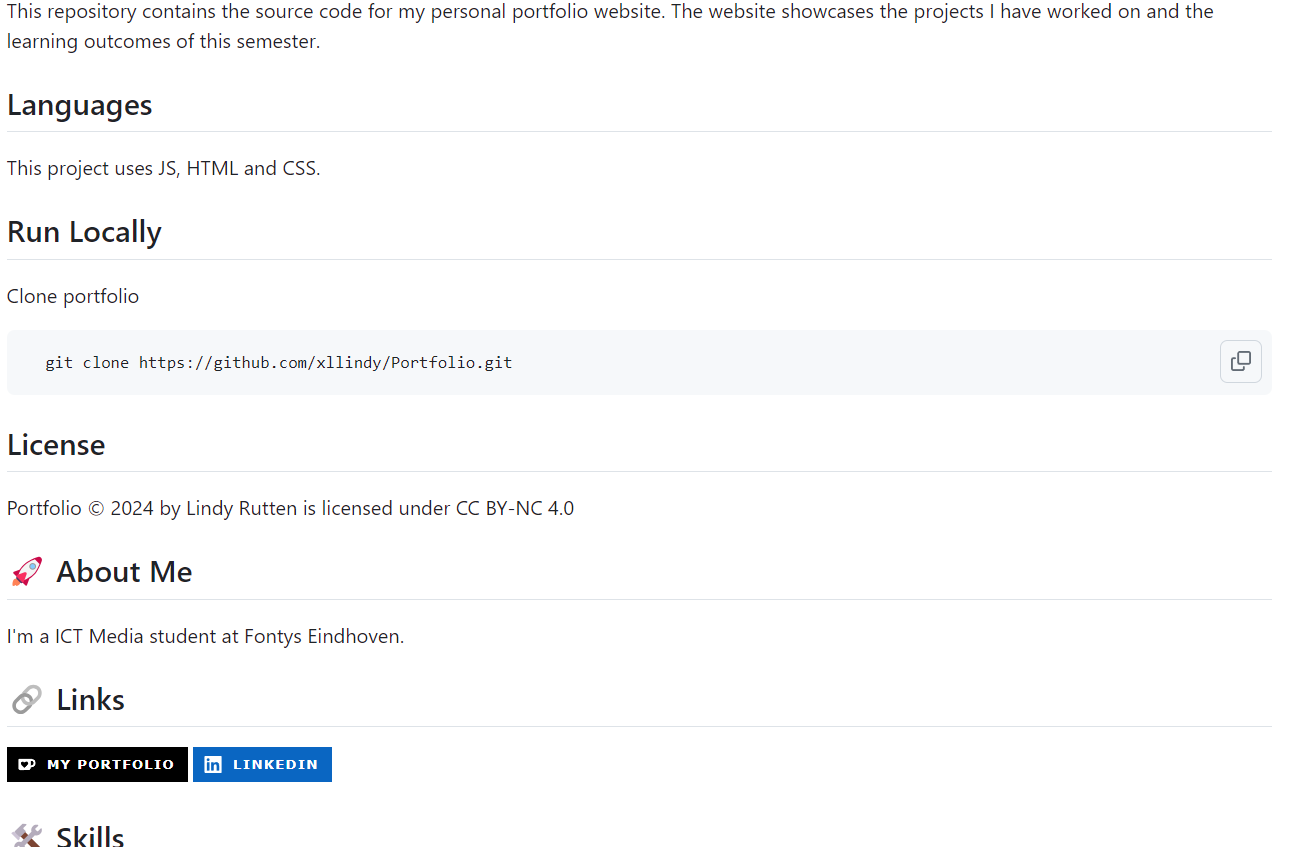 This repository contains the source code for my personal portfolio website. The website showcases the projects I have worked on and the
learning outcomes of this semester.
Languages
This project uses JS, HTML and CSS.
Run Locally
Clone portfolio
git clone https://github.com/xllindy/Portfolio.git
License
Portfolio © 2024 by Lindy Rutten is licensed under CC BY-NC 4.0
🚀 About Me
I'm a ICT Media student at Fontys Eindhoven.
🔗 Links
MY PORTFOLIO LINKEDIN
🛠 Skills